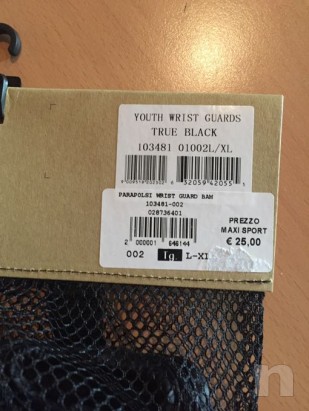 YOUTH WRIST GUARDS
TRUE BLACK
103481 01002L/XL
PARAPOLSI WRIST GUARD BAM
103481-002
028736401
PREZZO
MAXI SPORT
€ 25,00
2 000001 646144
002 Tg L-XL
n